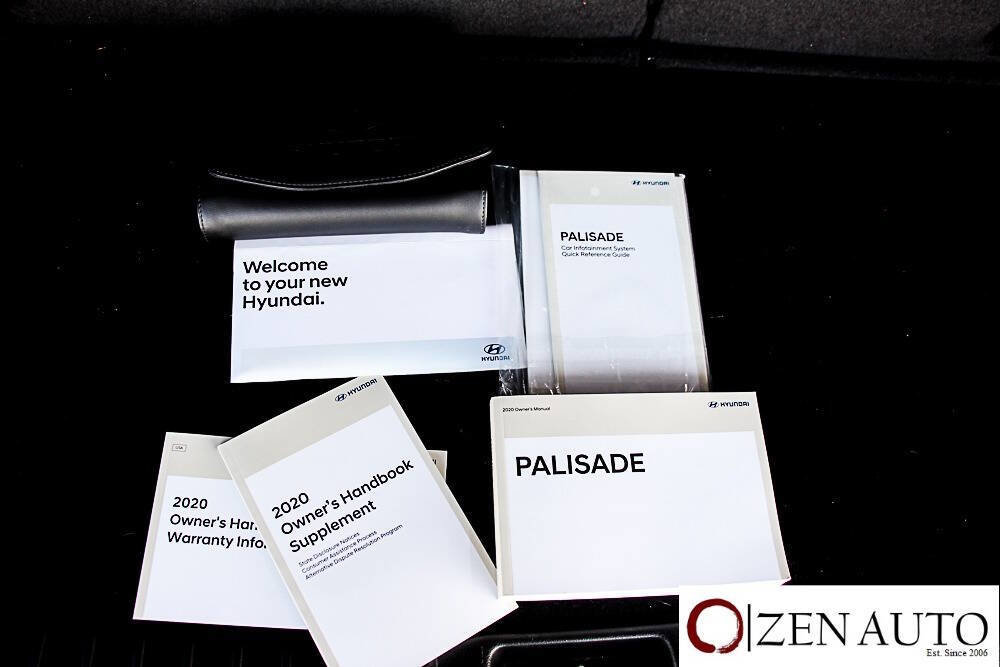 Welcome
to your new
Hyundai.
HYUNDAI
HYUNDAI
PALISADE
Car Infotainment System
Quick Reference Guide
USA
2020
Owner's
Warranty
HYUNDAI
2020
Owner's Handbook
Supplement
State Disclosure Notices
Consumer Assistance Process
Alternative Dispute Resolution Program
2020 Owner's Manual
HYUNDAI
PALISADE
ZEN AUTO
Est. Since 2006